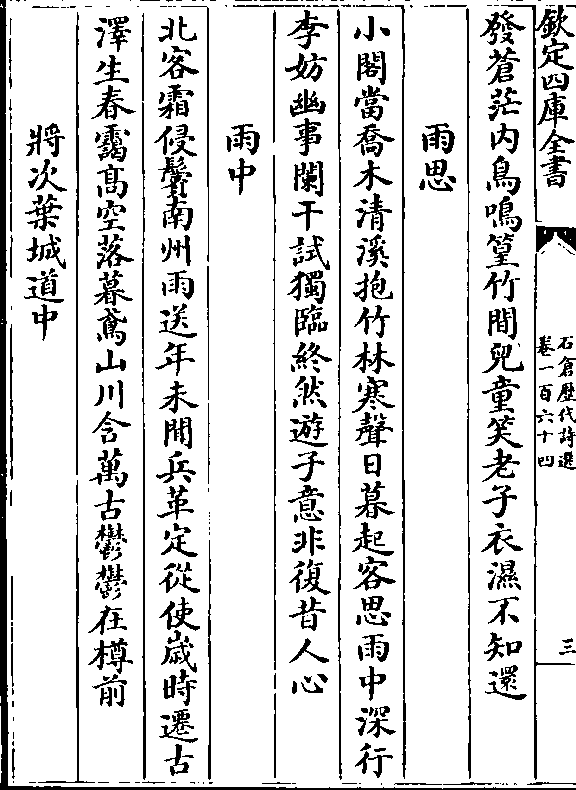 欽定四庫全書
石倉歴代詩選
卷一百六十四
三
發蒼茫内鳥鳴篁竹間兒童笑老子衣濕不知還
雨思
小閣當喬木清溪抱竹林寒聲日暮起客思雨中深行
李妨幽事闌干試獨臨終然遊子意非復昔人心
雨中
北客霜侵鬢南州雨送年未聞兵革定從使嵗時遷古
澤生春靄髙空落暮鳶山川含萬古鬱鬱在樽前
將次葉城道中